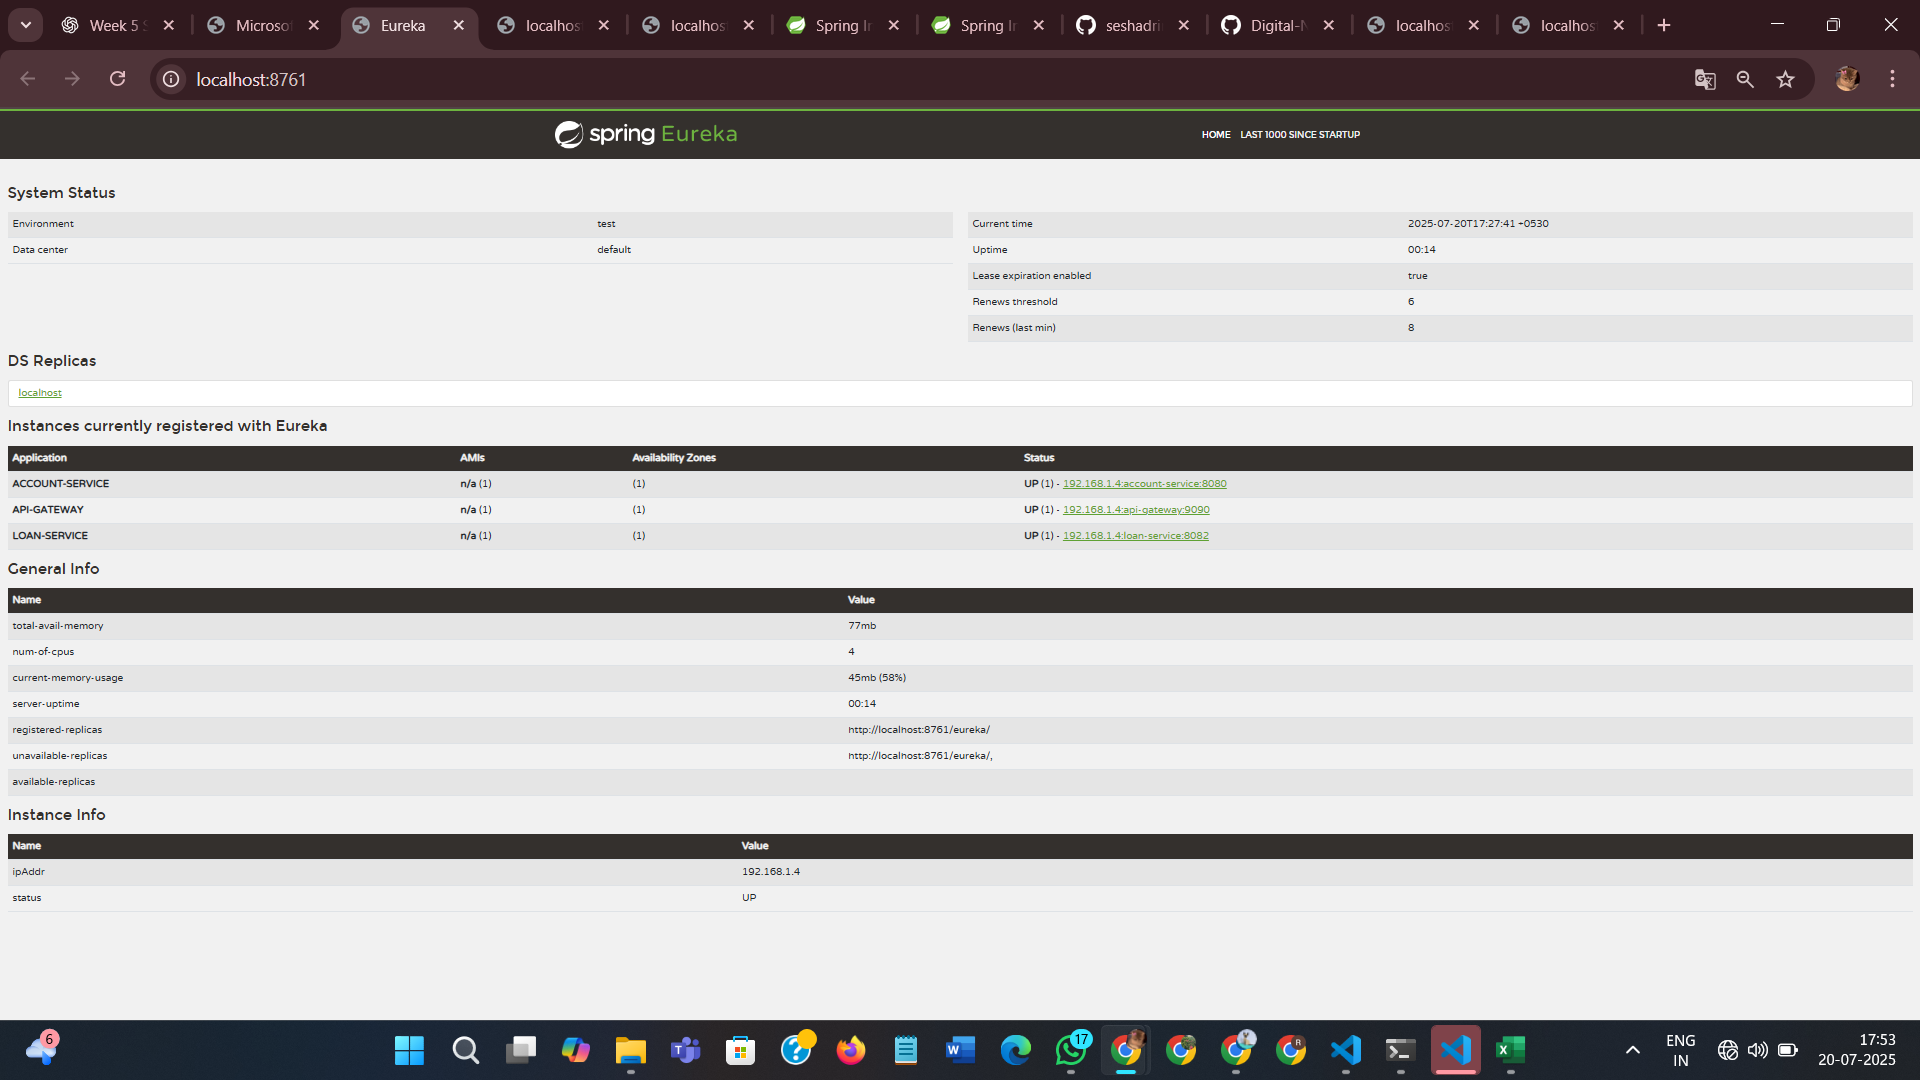 Week 5 S
Microsof
Eureka
localhos
localhos
Spring In
Spring In
seshadri
Digital-N
localhos
localhos
localhost:8761
spring Eureka
HOME LAST 1000 SINCE STARTUP
System Status
Environment test
Data center default
Current time 2025-07-20T17:27:41 +0530
Uptime 00:14
Lease expiration enabled true
Renews threshold 6
Renews (last min) 8
DS Replicas
localhost
Instances currently registered with Eureka
Application AMIs Availability Zones Status
ACCOUNT-SERVICE n/a (1) (1) UP (1) - 192.168.1.4:account-service:8080
API-GATEWAY n/a (1) (1) UP (1) - 192.168.1.4:api-gateway:9090
LOAN-SERVICE n/a (1) (1) UP (1) - 192.168.1.4:loan-service:8082
General Info
Name Value
total-avail-memory 77mb
num-of-cpus 4
current-memory-usage 45mb (58%)
server-uptime 00:14
registered-replicas http://localhost:8761/eureka/
unavailable-replicas http://localhost:8761/eureka/,
available-replicas
Instance Info
Name Value
ipAddr 192.168.1.4
status UP
6
17
R
ENG
IN
17:53
20-07-2025